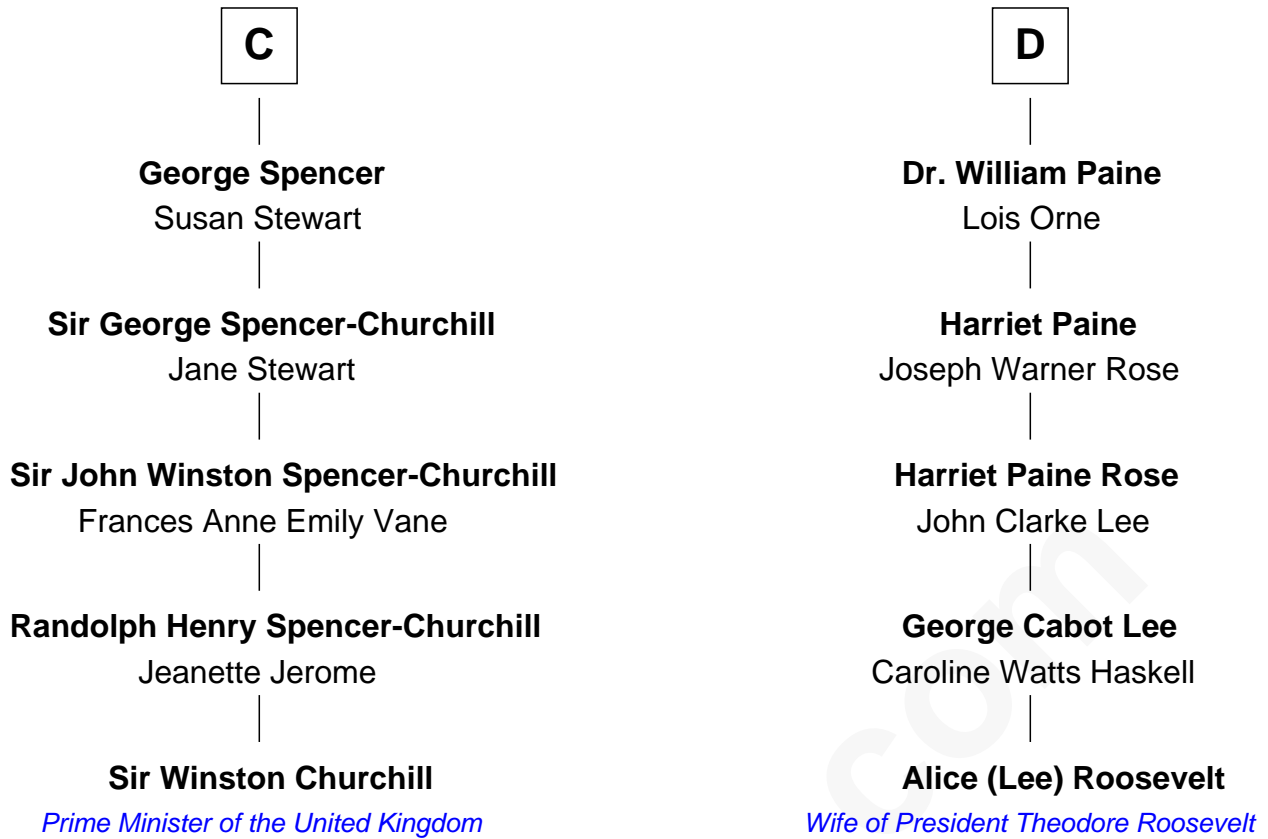 C
George Spencer
Susan Stewart
Sir George Spencer-Churchill
Jane Stewart
Sir John Winston Spencer-Churchill
Frances Anne Emily Vane
Randolph Henry Spencer-Churchill
Jeanette Jerome
Sir Winston Churchill
Prime Minister of the United Kingdom
D
Dr. William Paine
Lois Orne
Harriet Paine
Joseph Warner Rose
Harriet Paine Rose
John Clarke Lee
George Cabot Lee
Caroline Watts Haskell
Alice (Lee) Roosevelt
Wife of President Theodore Roosevelt
com